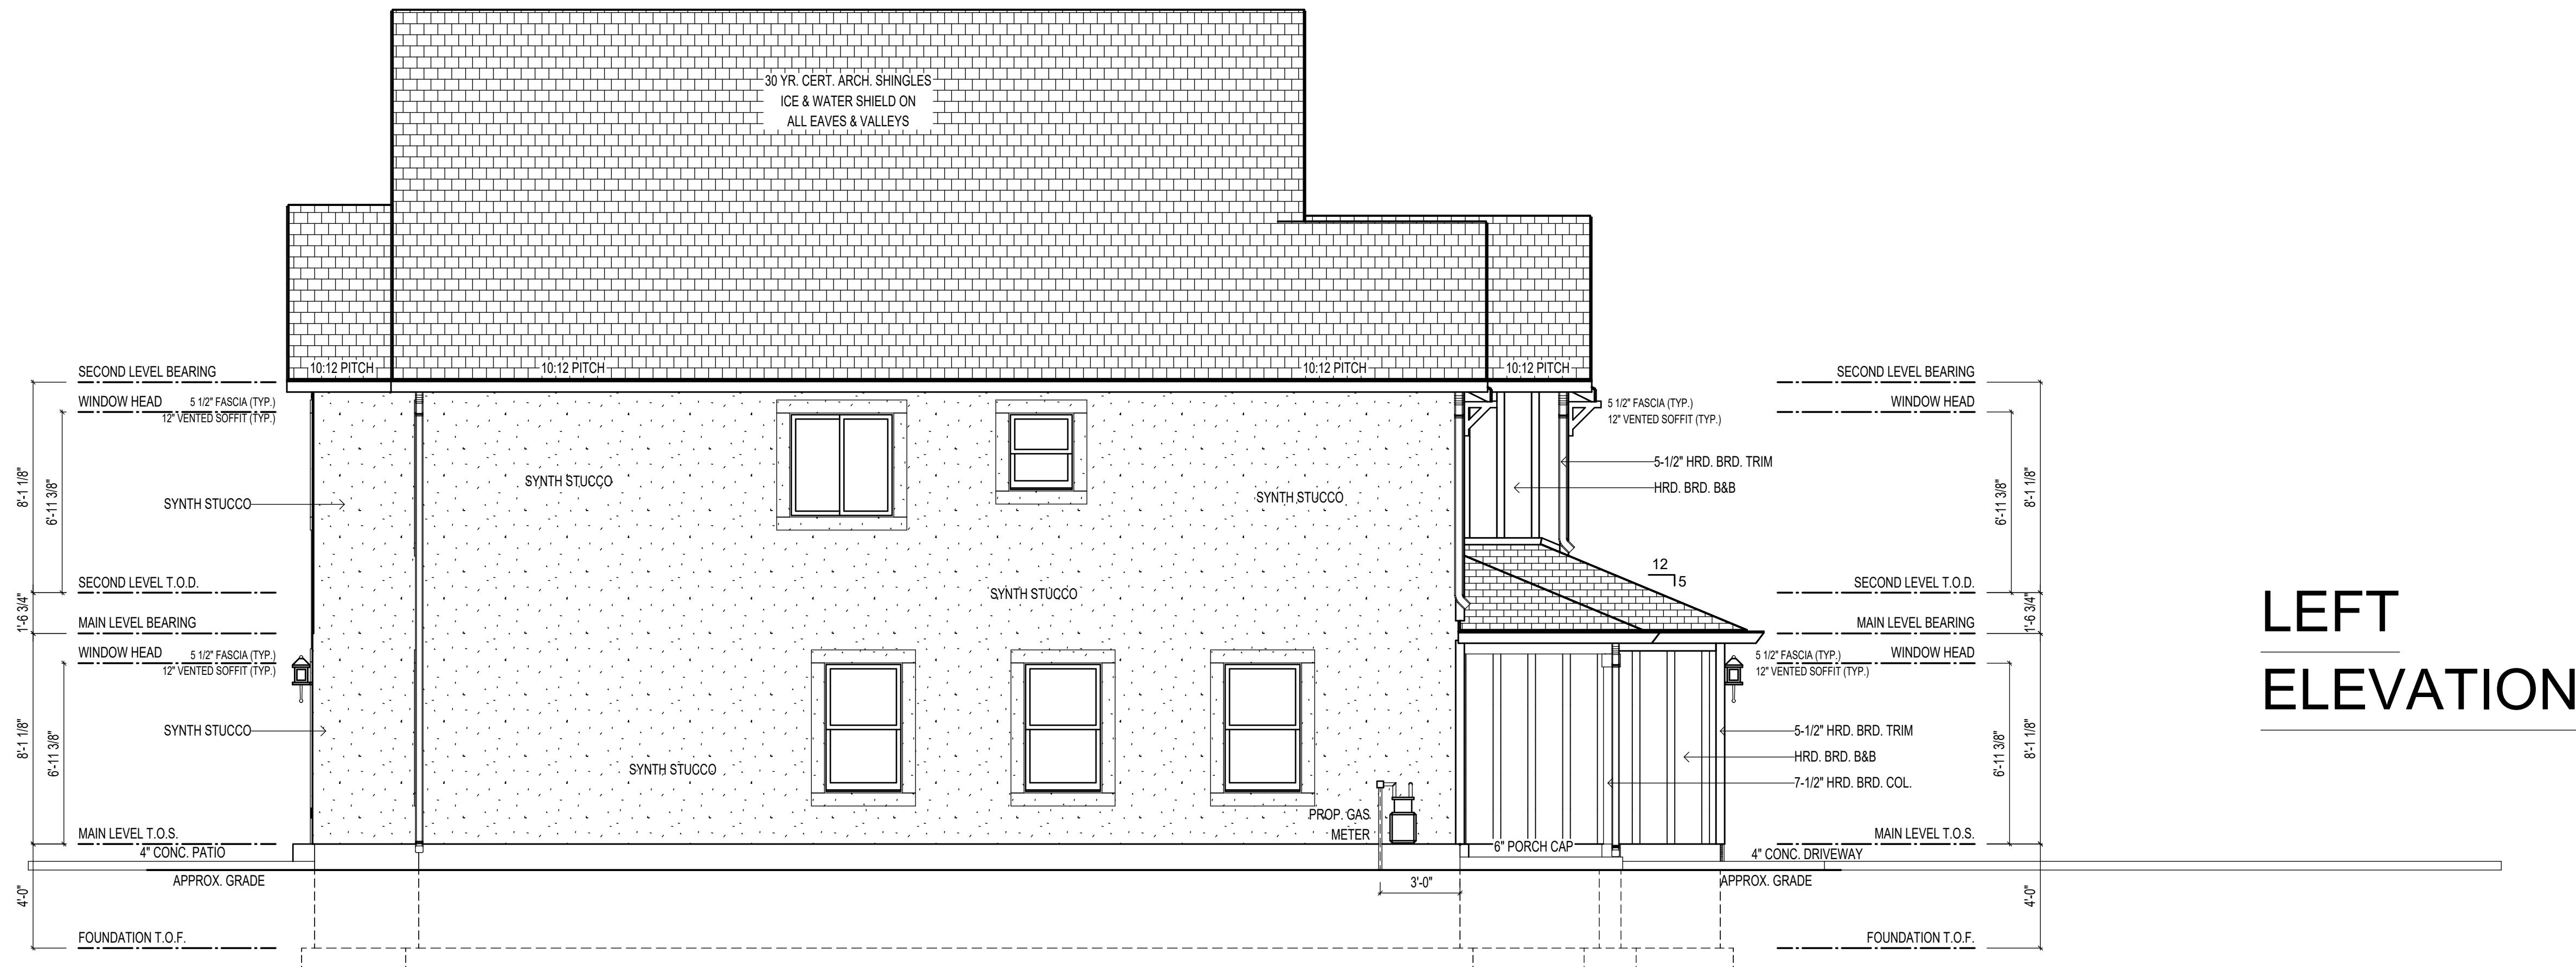 30 YR. CERT. ARCH. SHINGLES
ICE & WATER SHIELD ON
ALL EAVES & VALLEYS
10:12 PITCH
10:12 PITCH
10:12 PITCH
10:12 PITCH
SECOND LEVEL BEARING
WINDOW HEAD
5 1/2" FASCIA (TYP.)
12" VENTED SOFFIT (TYP.)
8'-1 1/8"
6'-11 3/8"
SYNTH STUCCO
SECOND LEVEL T.O.D.
1'-6 3/4"
MAIN LEVEL BEARING
WINDOW HEAD
5 1/2" FASCIA (TYP.)
12" VENTED SOFFIT (TYP.)
8'-1 1/8"
6'-11 3/8"
SYNTH STUCCO
MAIN LEVEL T.O.S.
4" CONC. PATIO
APPROX. GRADE
4'-0"
FOUNDATION T.O.F.
SYNTH STUCCO
SYNTH STUCCO
SYNTH STUCCO
SYNTH STUCCO
PROP. GAS
METER
3'-0"
6" PORCH CAP
5 1/2" FASCIA (TYP.)
12" VENTED SOFFIT (TYP.)
5-1/2" HRD. BRD. TRIM
HRD. BRD. B&B
12
5
5 1/2" FASCIA (TYP.)
12" VENTED SOFFIT (TYP.)
5-1/2" HRD. BRD. TRIM
HRD. BRD. B&B
7-1/2" HRD. BRD. COL.
4" CONC. DRIVEWAY
APPROX. GRADE
SECOND LEVEL BEARING
WINDOW HEAD
6'-11 3/8"
8'-1 1/8"
SECOND LEVEL T.O.D.
1'-6 3/4"
MAIN LEVEL BEARING
WINDOW HEAD
6'-11 3/8"
8'-1 1/8"
MAIN LEVEL T.O.S.
4'-0"
FOUNDATION T.O.F.
LEFT
ELEVATION